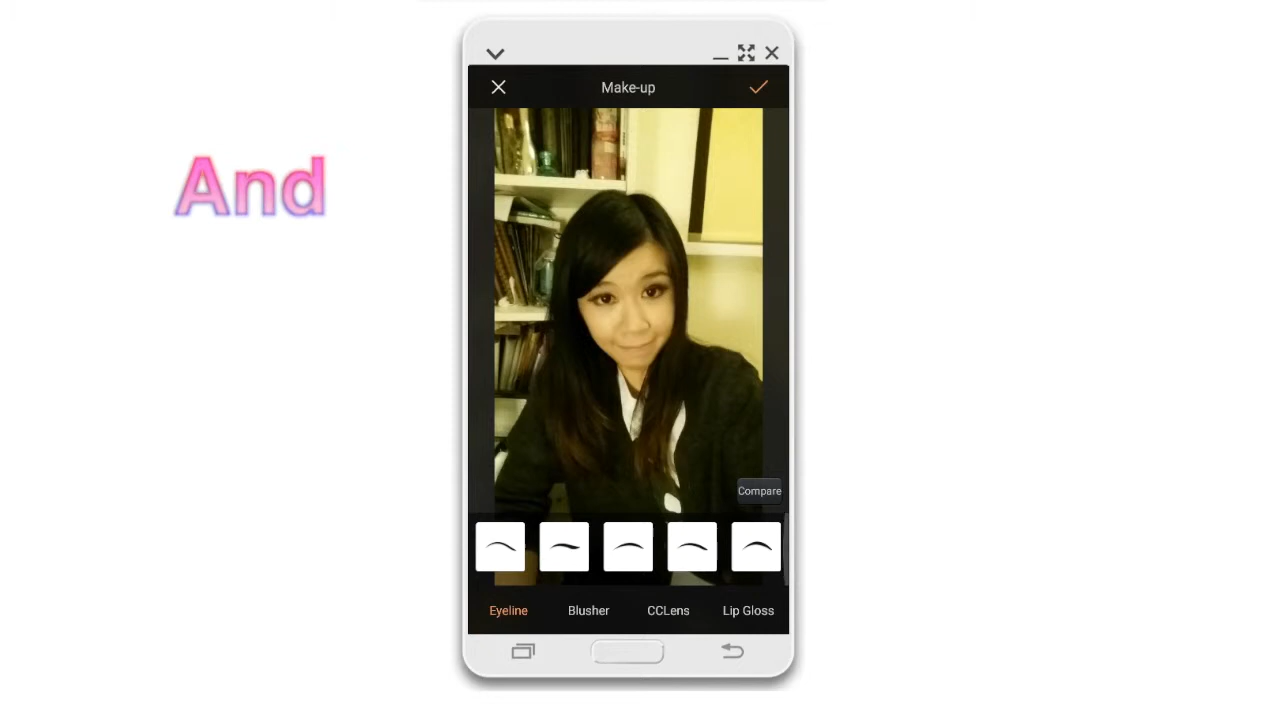 Make-up
And
Compare
Eyeline
Blusher
CCLens
Lip Gloss